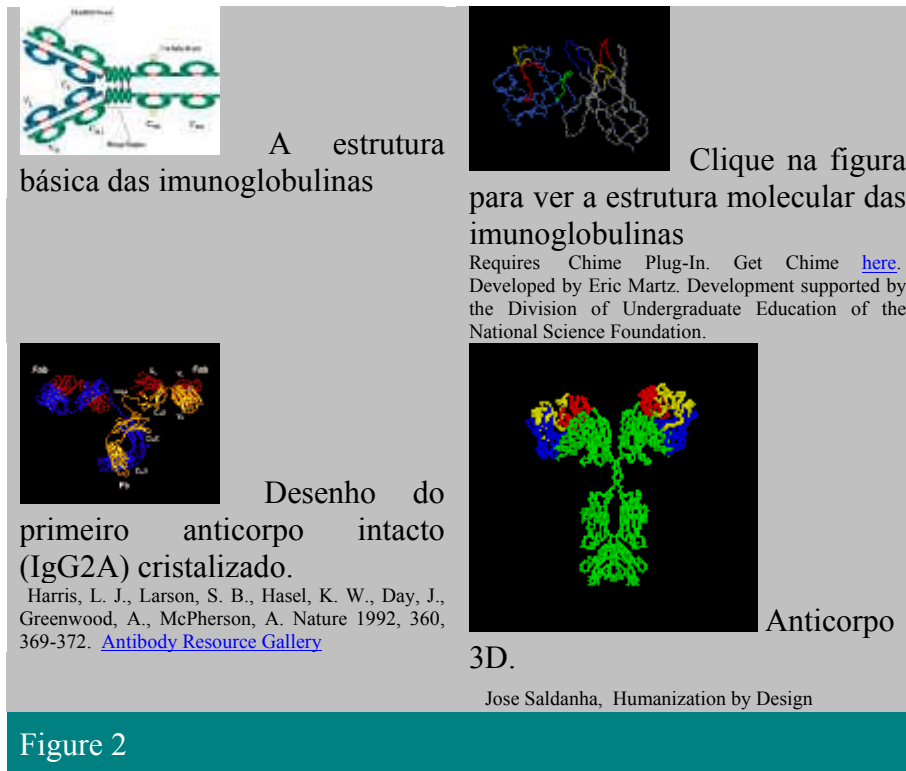 A estrutura
básica das imunoglobulinas
Clique na figura
para ver a estrutura molecular das
imunoglobulinas
Requires Chime Plug-In. Get Chime here.
Developed by Eric Martz. Development supported by
the Division of Undergraduate Education of the
National Science Foundation.
Fab
Fab
Desenho do
primeiro anticorpo intacto
(IgG2A) cristalizado.
Harris, L. J., Larson, S. B., Hasel, K. W., Day, J.,
Greenwood, A., McPherson, A. Nature 1992, 360,
369-372. Antibody Resource Gallery
Anticorpo
3D.
Jose Saldanha, Humanization by Design
Figure 2